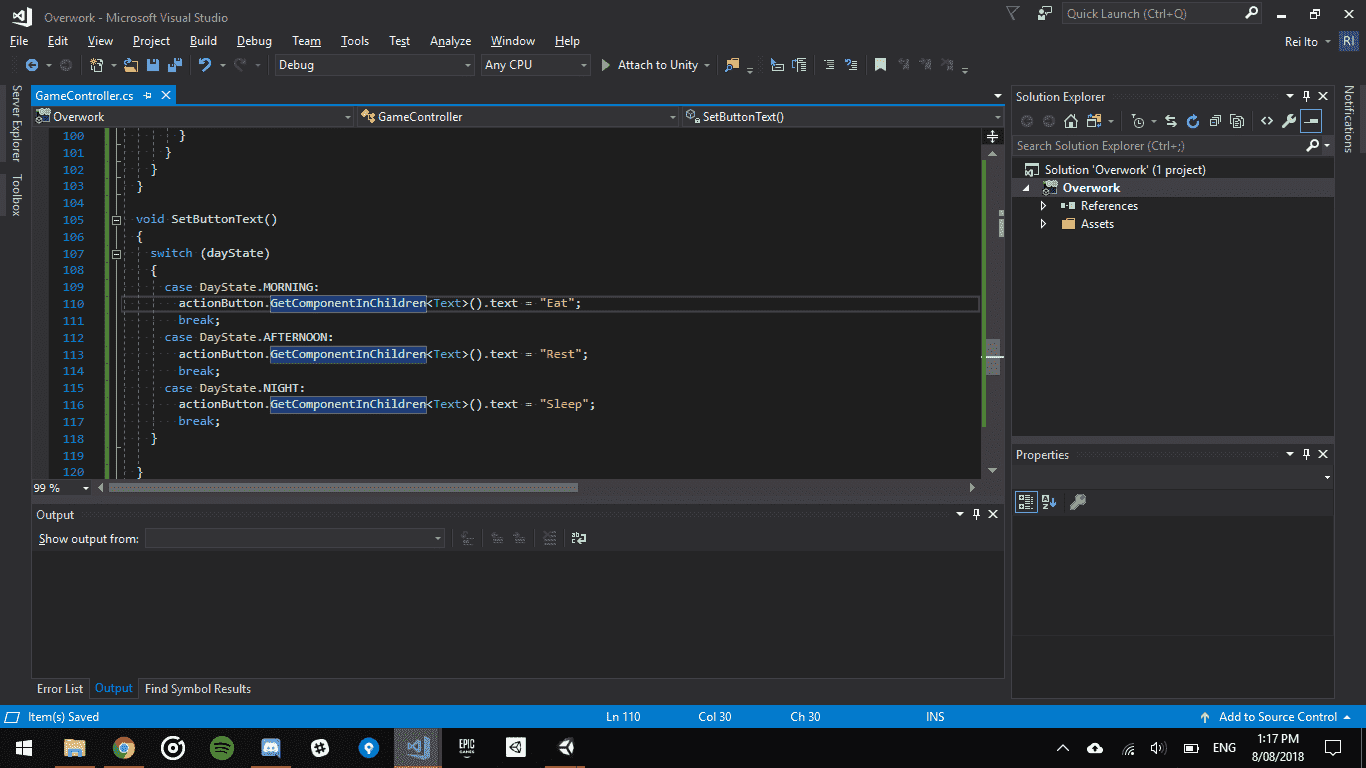 Overwork - Microsoft Visual Studio
Quick Launch (Ctrl+Q)
File Edit View Project Build Debug Team Tools Test Analyze Window Help
Rei Ito RI
Debug Any CPU Attach to Unity
Server Explorer
Toolbox
GameController.cs
Overwork GameController SetButtonText()
100 }
101 }
102 }
103 }
104
105 void SetButtonText()
106 {
107 switch (dayState)
108 {
109 case DayState.MORNING:
110 actionButton.GetComponentInChildren<Text>().text = "Eat";
111 break;
112 case DayState.AFTERNOON:
113 actionButton.GetComponentInChildren<Text>().text = "Rest";
114 break;
115 case DayState.NIGHT:
116 actionButton.GetComponentInChildren<Text>().text = "Sleep";
117 break;
118 }
119
120 }
99 %
Solution Explorer
Search Solution Explorer (Ctrl+;)
Solution 'Overwork' (1 project)
Overwork
References
Assets
Notifications
Properties
Output
Show output from:
Error List Output Find Symbol Results
Item(s) Saved Ln 110 Col 30 Ch 30 INS Add to Source Control
EPIC
GAMES
ENG
1:17 PM
8/08/2018